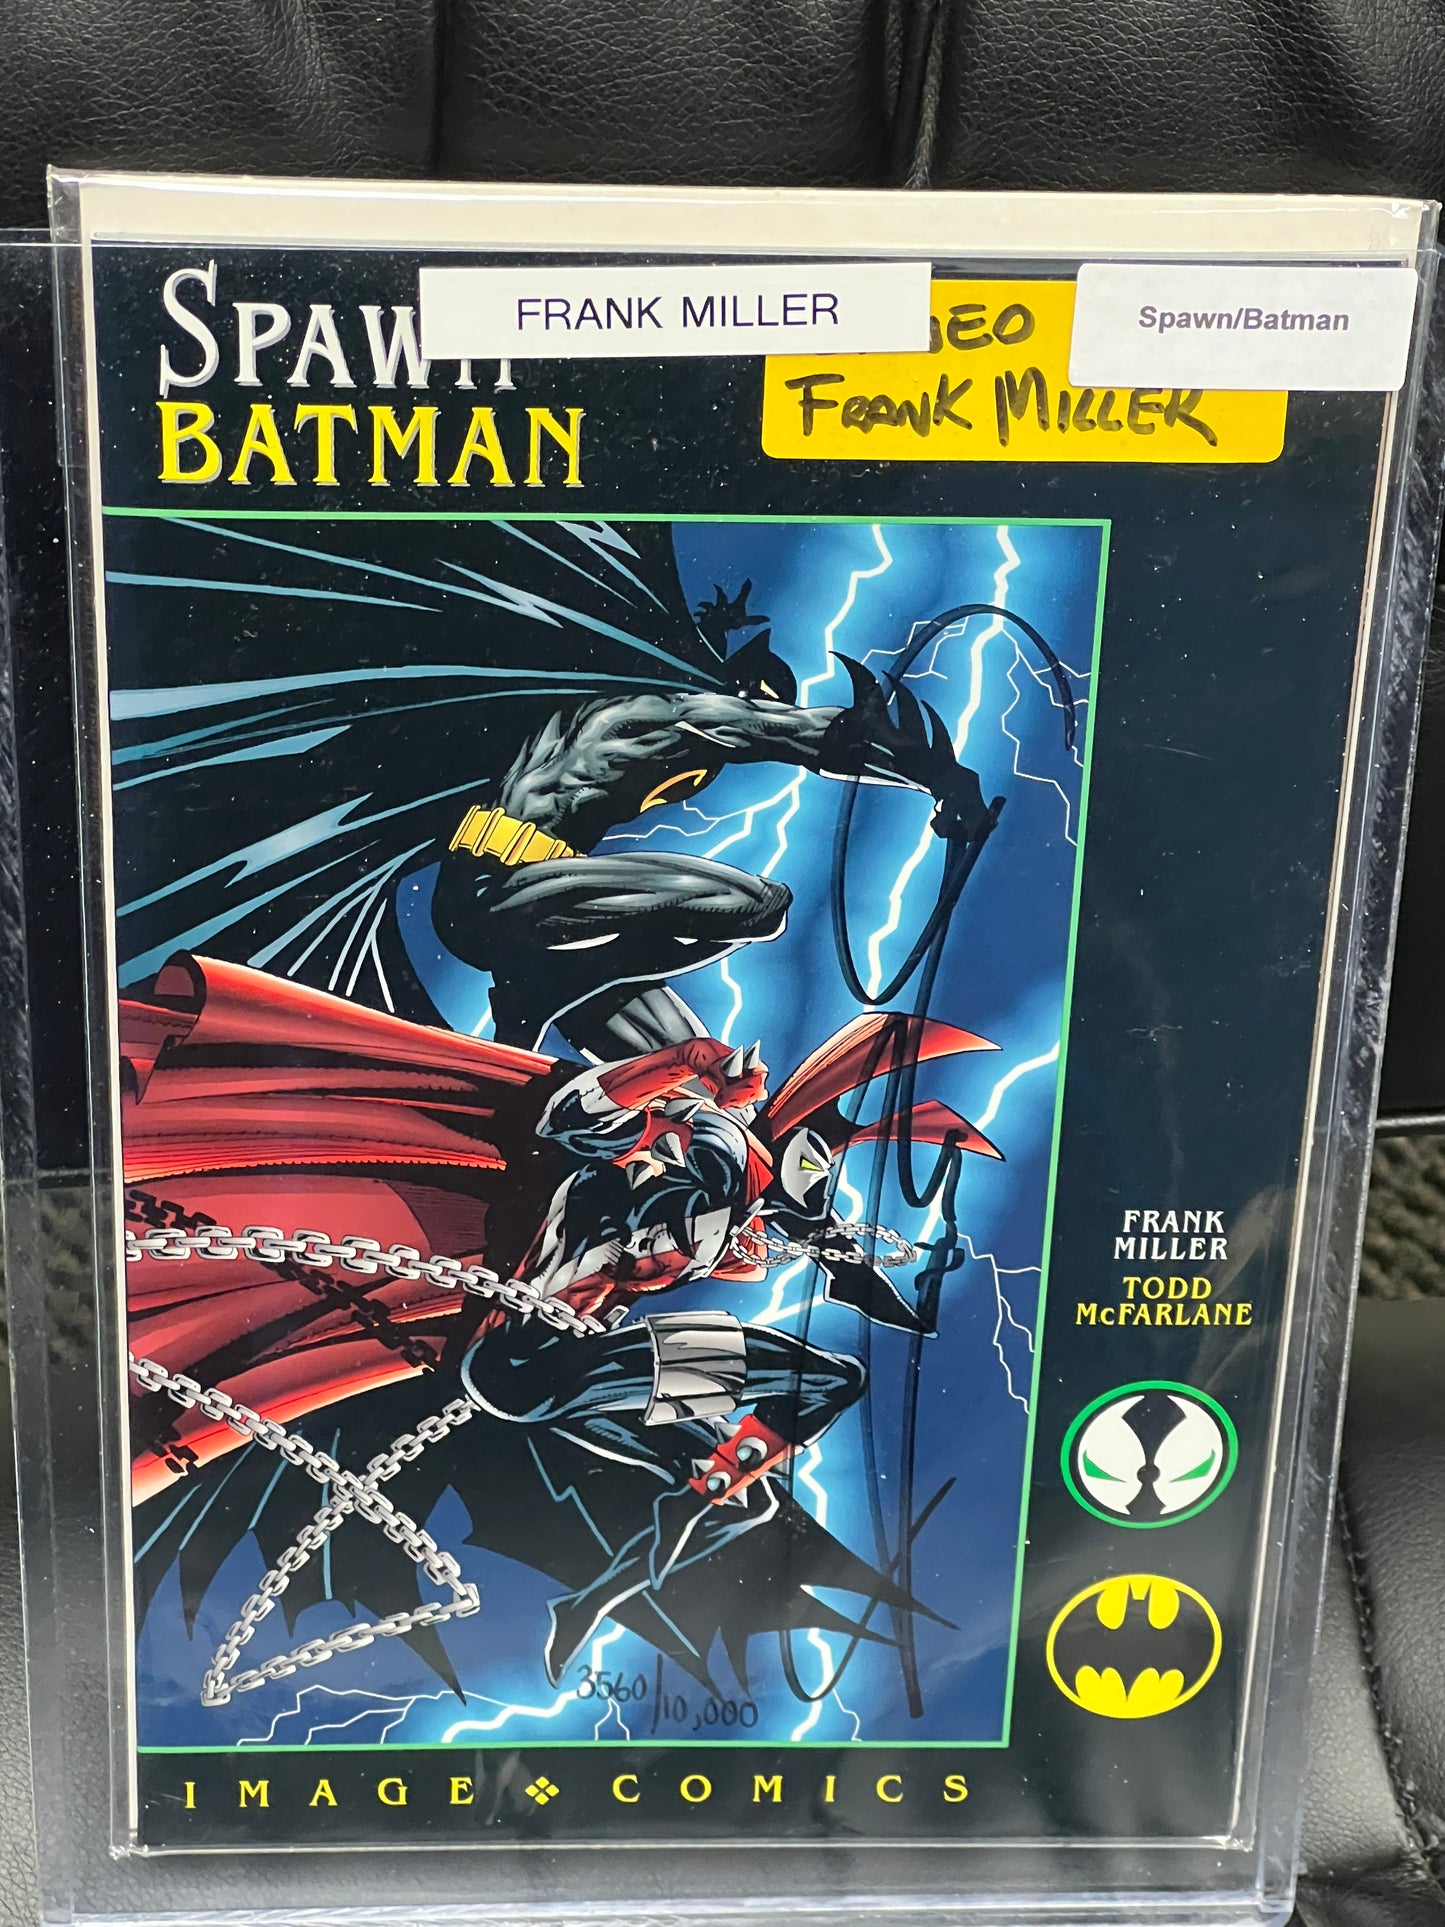 SPAWN
BATMAN
FRANK MILLER
Spawn/Batman
FRANK MILLER
FRANK
MILLER
TODD
McFARLANE
3560/10,000
IMAGE COMICS